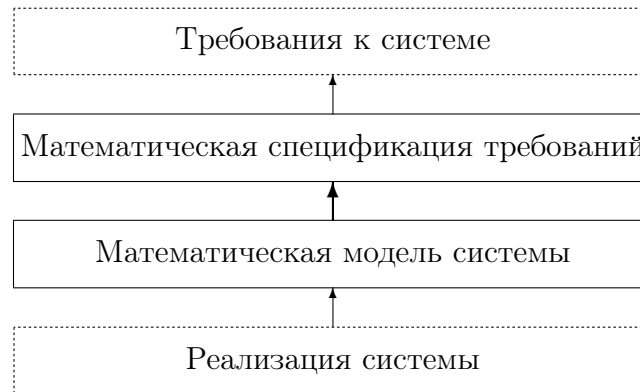 Требования к системе
Математическая спецификация требований
Математическая модель системы
Реализация системы